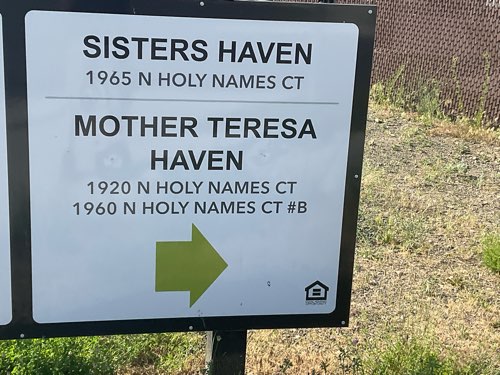 SISTERS HAVEN
1965 N HOLY NAMES CT
MOTHER TERESA
HAVEN
1920 N HOLY NAMES CT
1960 N HOLY NAMES CT #B